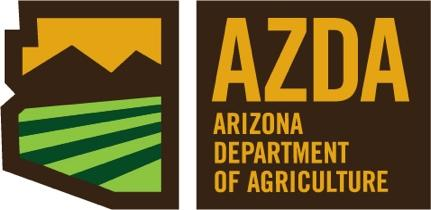 AZDA
ARIZONA
DEPARTMENT
OF AGRICULTURE